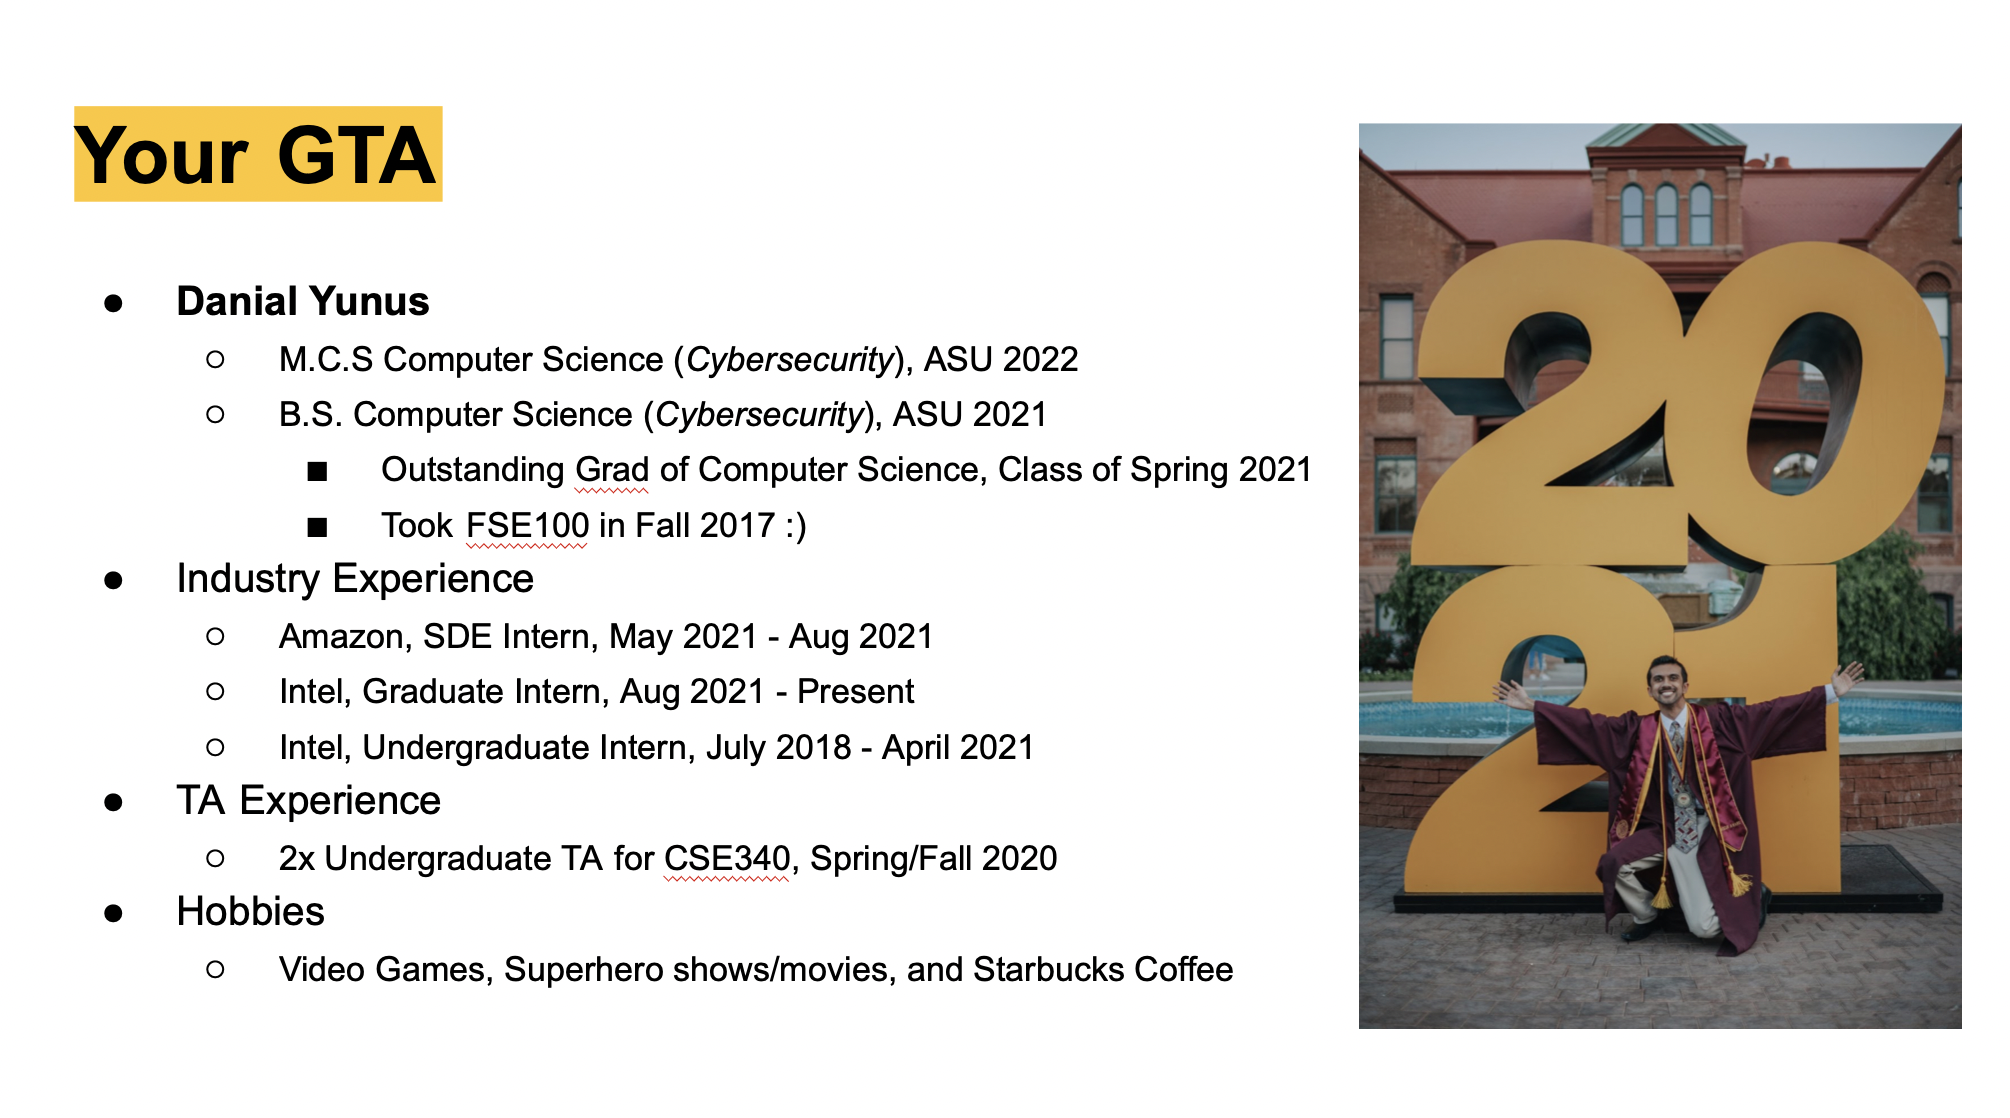 Your GTA
● Danial Yunus
○ M.C.S Computer Science (Cybersecurity), ASU 2022
○ B.S. Computer Science (Cybersecurity), ASU 2021
■ Outstanding Grad of Computer Science, Class of Spring 2021
■ Took FSE100 in Fall 2017 :)
● Industry Experience
○ Amazon, SDE Intern, May 2021 - Aug 2021
○ Intel, Graduate Intern, Aug 2021 - Present
○ Intel, Undergraduate Intern, July 2018 - April 2021
● TA Experience
○ 2x Undergraduate TA for CSE340, Spring/Fall 2020
● Hobbies
○ Video Games, Superhero shows/movies, and Starbucks Coffee
20
21